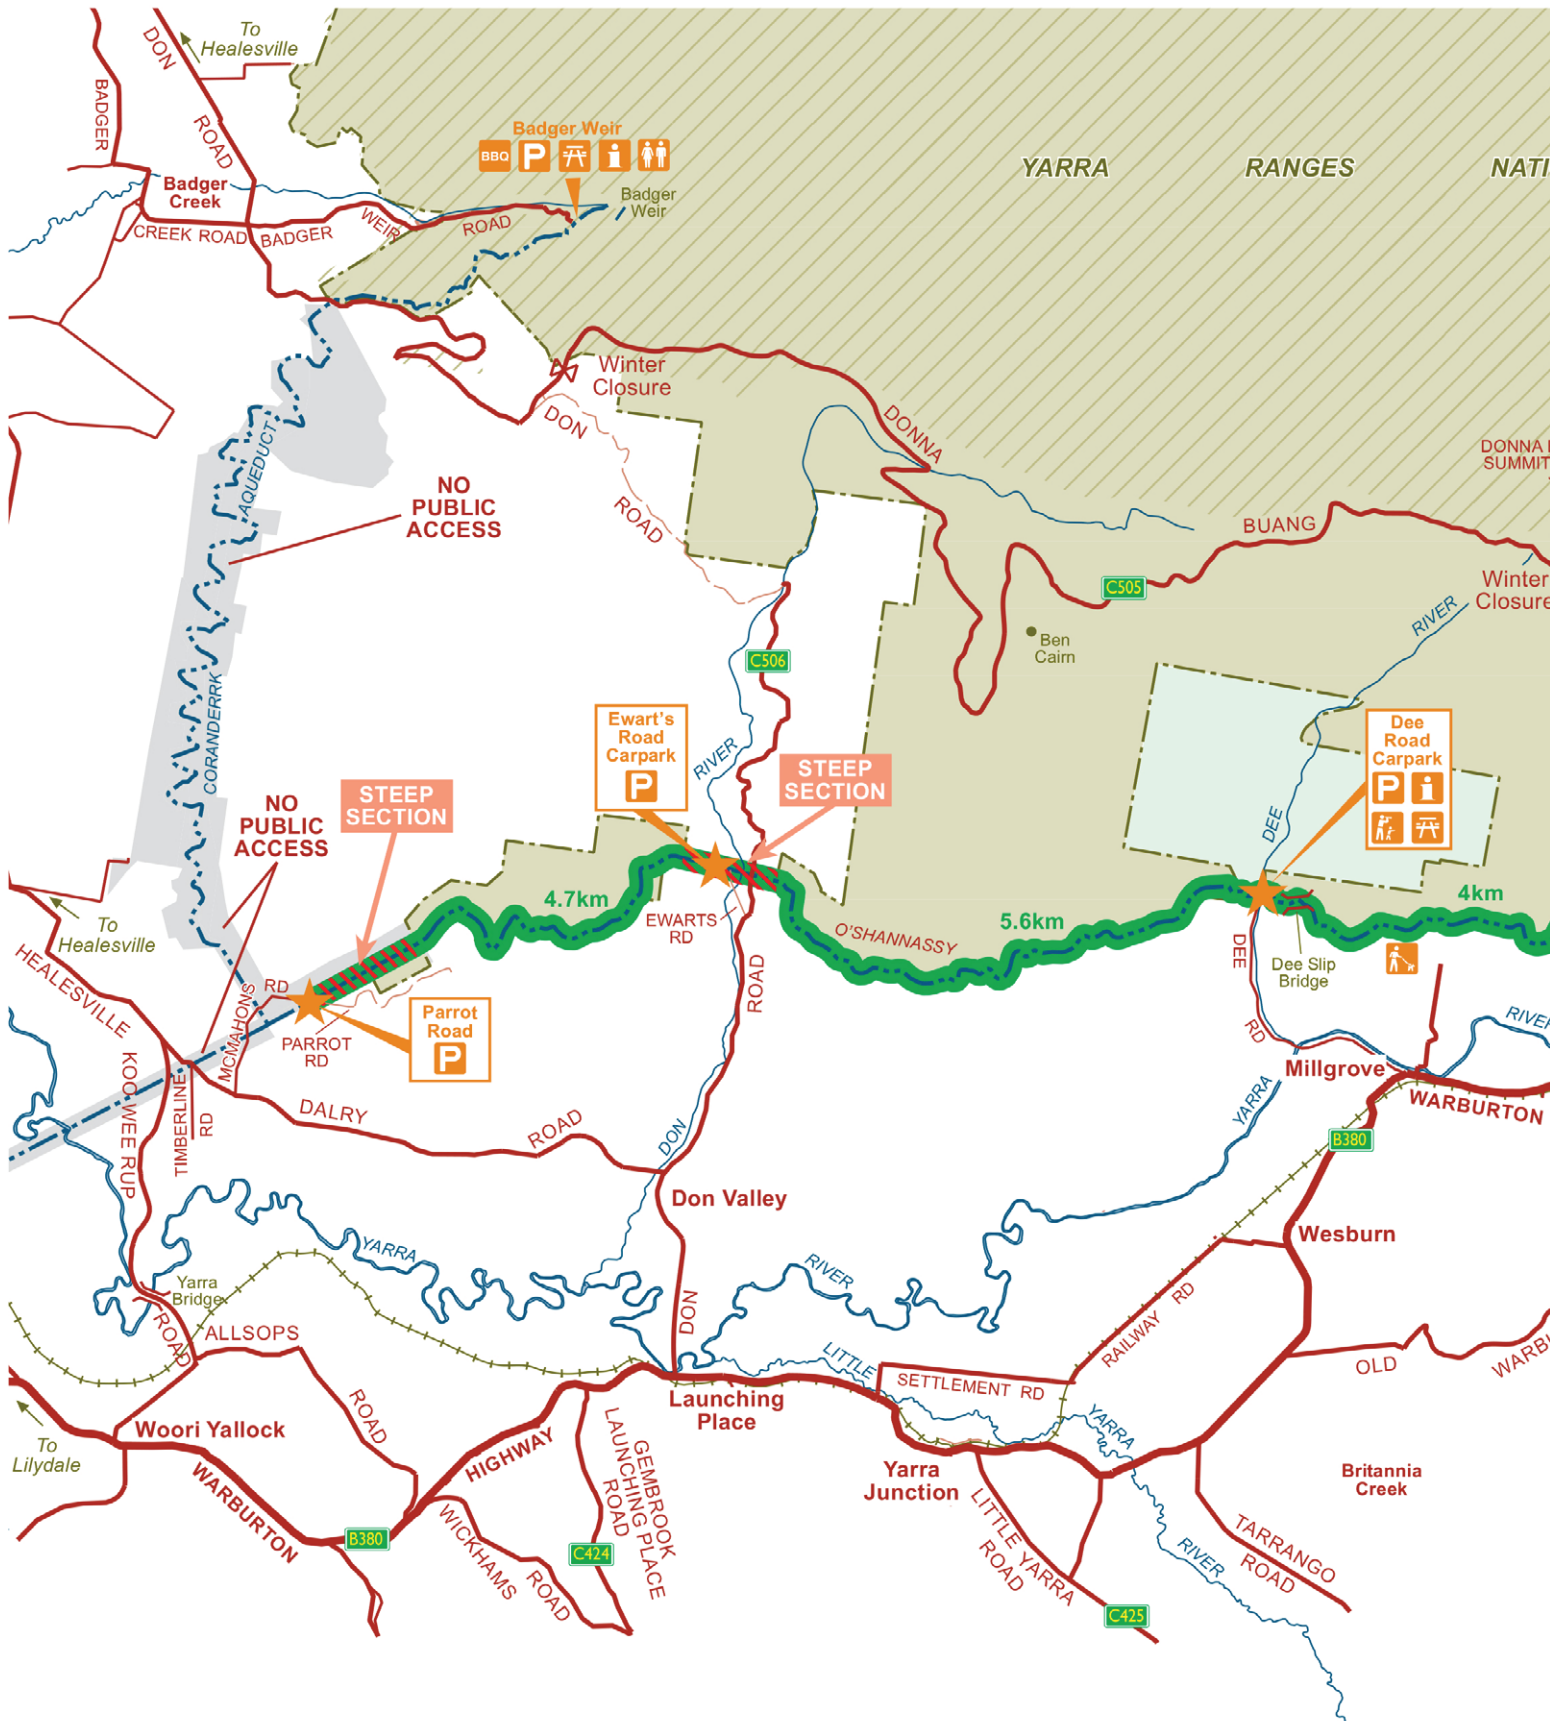 To
Healesville
DON
ROAD
BADGER
Badger Weir
BBQ
P
i
Badger
Weir
YARRA RANGES NATI
Badger
Creek
CREEK ROAD
BADGER
WEIR
ROAD
Winter
Closure
DON
ROAD
DONNA
DONNA
SUMMIT
BUANG
C505
Winter
Closure
RIVER
Ben
Cairn
NO
PUBLIC
ACCESS
AQUEDUCT
CORANDERRK
C506
Ewart's
Road
Carpark
P
RIVER
STEEP
SECTION
Dee
Road
Carpark
P
i
DEE
STEEP
SECTION
NO
PUBLIC
ACCESS
4.7km
EWARTS
RD
O'SHANNASSY
5.6km
4km
To
Healesville
HEALESVILLE
KOO WEE RUP
ROAD
MCMAHONS
RD
PARROT
RD
Parrot
Road
P
TIMBERLINE
RD
ROAD
DEE
RD
Dee Slip
Bridge
RIVER
Millgrove
WARBURTON
B380
DALRY
ROAD
DON
YARRA
Don Valley
Wesburn
YARRA
RIVER
Yarra
Bridge
ALLSOPS
ROAD
DON
RAILWAY RD
OLD
WARBU
LITTLE
YARRA
RIVER
SETTLEMENT RD
Launching
Place
Woori Yallock
To
Lilydale
WARBURTON
HIGHWAY
B380
WICKHAMS
ROAD
GEMBROOK
LAUNCHING PLACE
ROAD
C424
Yarra
Junction
LITTLE YARRA
ROAD
C425
Britannia
Creek
TARRANGO
ROAD